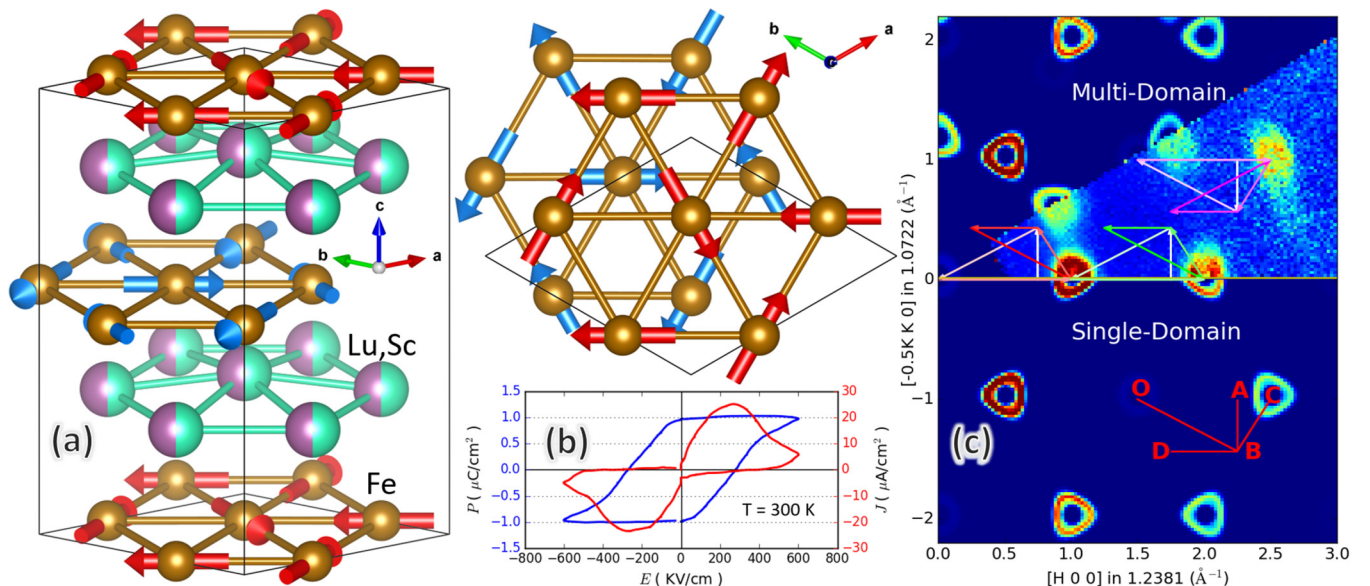 c
b
a
Lu,Sc
(a)
Fe
b
a
c
1.5
1.0
0.5
0.0
−0.5
−1.0
−1.5
P ( μC/cm²)
(b)
T = 300 K
30
20
10
0
−10
−20
−30
J ( μA/cm²)
−800 −600 −400 −200 0 200 400 600 800
E ( KV/cm)
2
1
0
−1
−2
[-0.5K K 0] in 1.0722 (Å⁻¹)
Multi-Domain
Single-Domain
O A C
D B
(c)
0.0 0.5 1.0 1.5 2.0 2.5 3.0
[H 0 0] in 1.2381 (Å⁻¹)